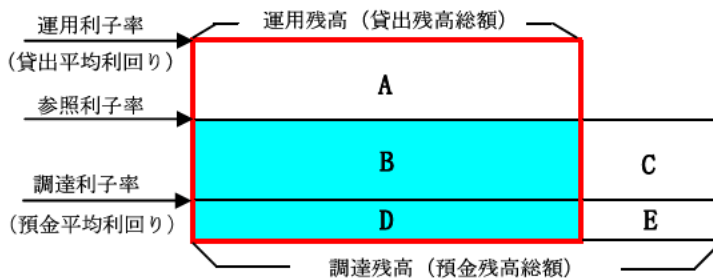 運用利子率
運用残高（貸出残高総額）
（貸出平均利回り）
A
参照利子率
B
C
調達利子率
（預金平均利回り）
D
E
調達残高（預金残高総額）